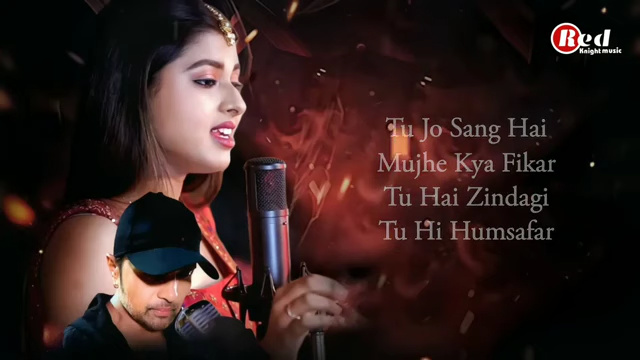 Red
Knight music
Tu Jo Sang Hai
Mujhe Kya Fikar
Tu Hai Zindagi
Tu Hi Humsafar